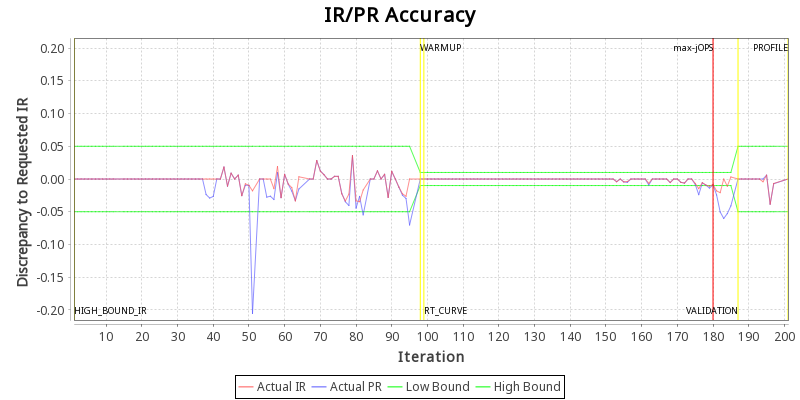 IR/PR Accuracy
Discrepancy to Requested IR
0.20
0.15
0.10
0.05
0.00
-0.05
-0.10
-0.15
-0.20
WARMUP
max-jOPS
PROFILE
HIGH_BOUND_IR
RT_CURVE
VALIDATION
10 20 30 40 50 60 70 80 90 100 110 120 130 140 150 160 170 180 190 200
Iteration
Actual IR Actual PR Low Bound High Bound